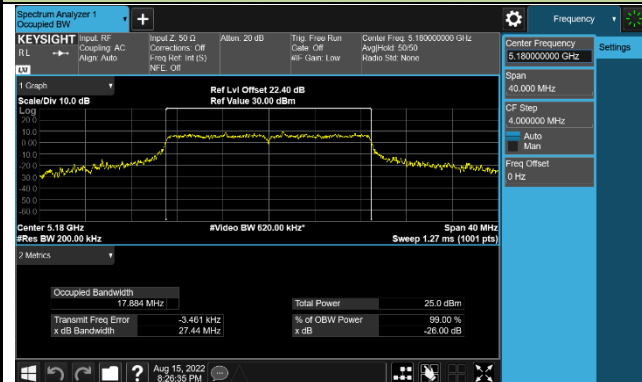 Spectrum Analyzer 1
Occupied BW
Frequency
KEYSIGHT
RL
LXI
Input: RF
Coupling: AC
Align: Auto
Input Z: 50 Ω
Corrections: Off
Freq Ref: Int (S)
NFE: Off
Atten: 20 dB
Trig: Free Run
Gate: Off
#IF Gain: Low
Center Freq: 5.180000000 GHz
Avg|Hold: 50/50
Radio Std: None
Center Frequency
5.180000000 GHz
Settings
Span
40.000 MHz
CF Step
4.000000 MHz
Auto
Man
Freq Offset
0 Hz
1 Graph
Scale/Div 10.0 dB
Ref Lvl Offset 22.40 dB
Ref Value 30.00 dBm
Log
20.0
10.0
0.00
-10.0
-20.0
-30.0
-40.0
-50.0
-60.0
Center 5.18 GHz
#Video BW 620.00 kHz*
Span 40 MHz
#Res BW 200.00 kHz
Sweep 1.27 ms (1001 pts)
2 Metrics
Occupied Bandwidth
17.884 MHz
Total Power 25.0 dBm
Transmit Freq Error -3.461 kHz
% of OBW Power 99.00 %
x dB Bandwidth 27.44 MHz
x dB -26.00 dB
Aug 15, 2022
8:26:35 PM